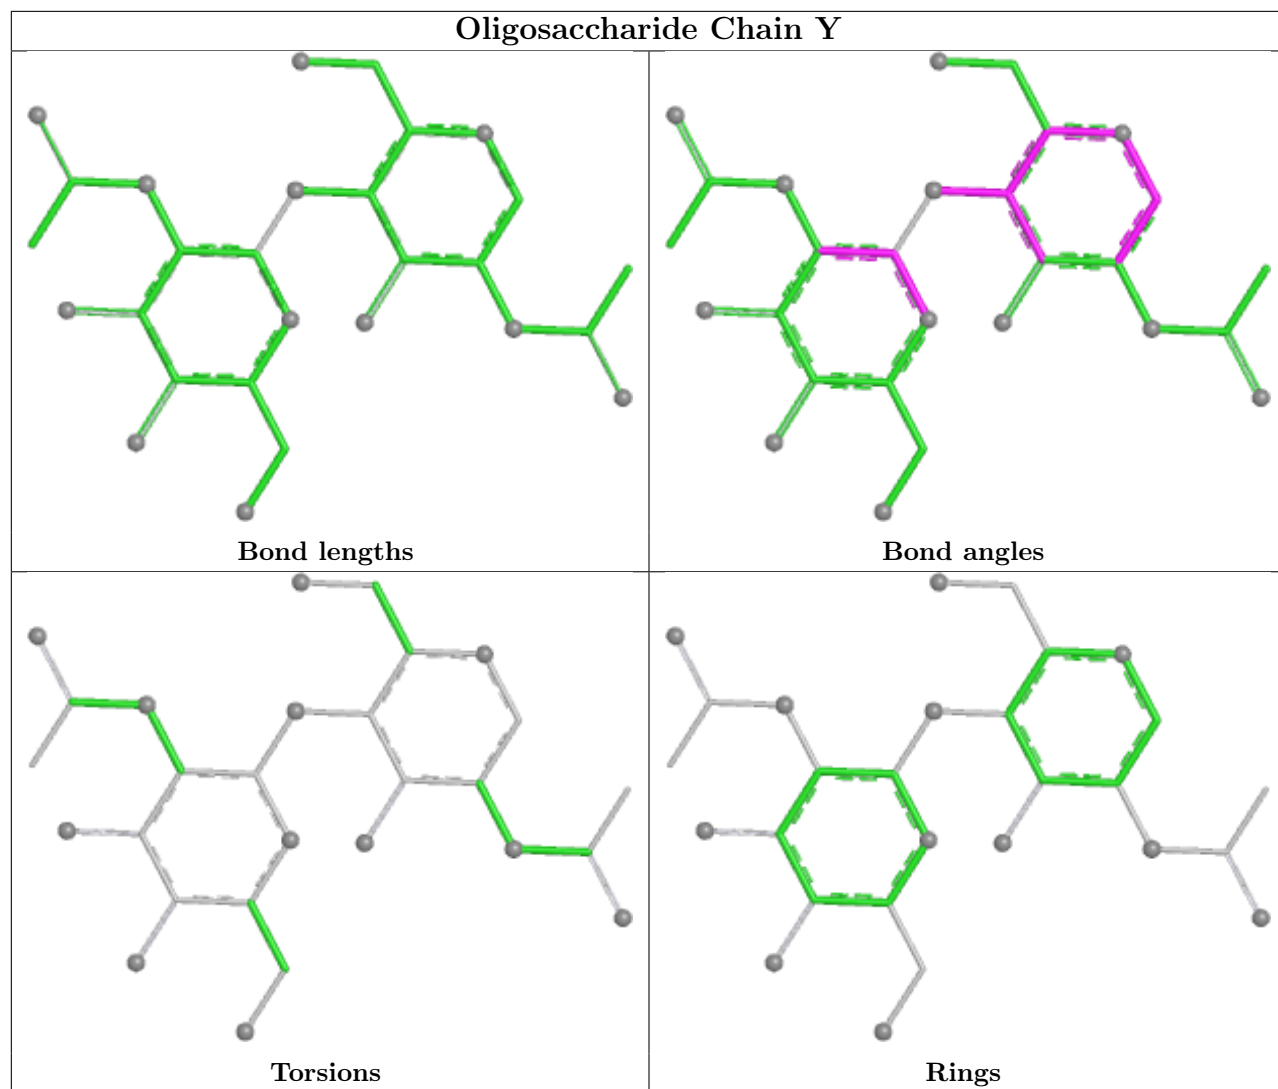 Oligosaccharide Chain Y
Bond lengths
Bond angles
Torsions
Rings